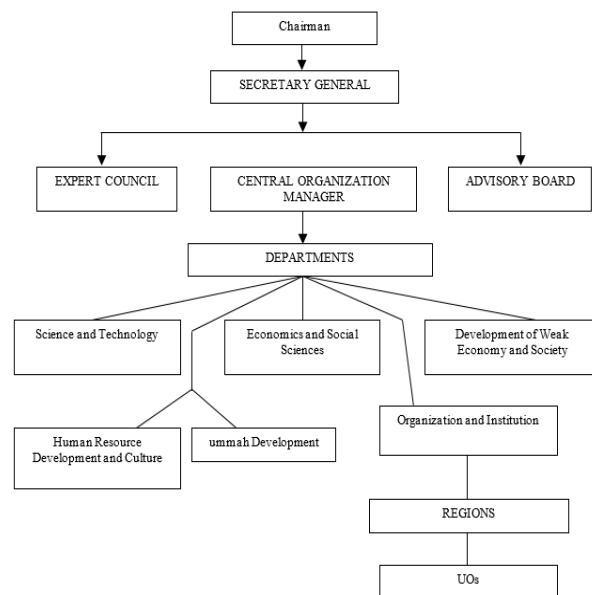 Chairman
SECRETARY GENERAL
EXPERT COUNCIL
CENTRAL ORGANIZATION
MANAGER
ADVISORY BOARD
DEPARTMENTS
Science and Technology
Economics and Social
Sciences
Development of Weak
Economy and Society
Human Resource
Development and Culture
ummah Development
Organization and Institution
REGIONS
UOs